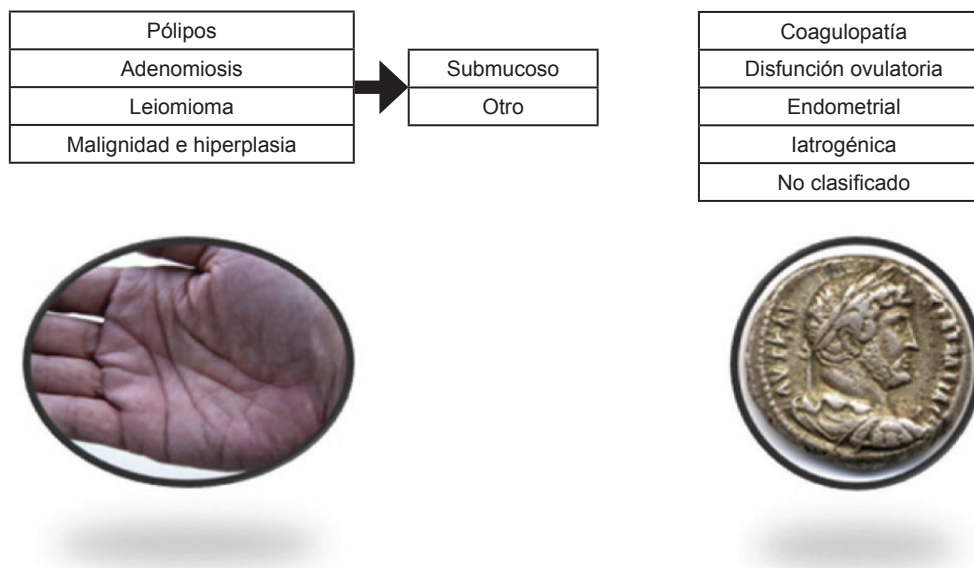 Pólipos
Adenomiosis
Leiomioma
Malignidad e hiperplasia
Submucoso
Otro
Coagulopatía
Disfunción ovulatoria
Endometrial
Iatrogénica
No clasificado